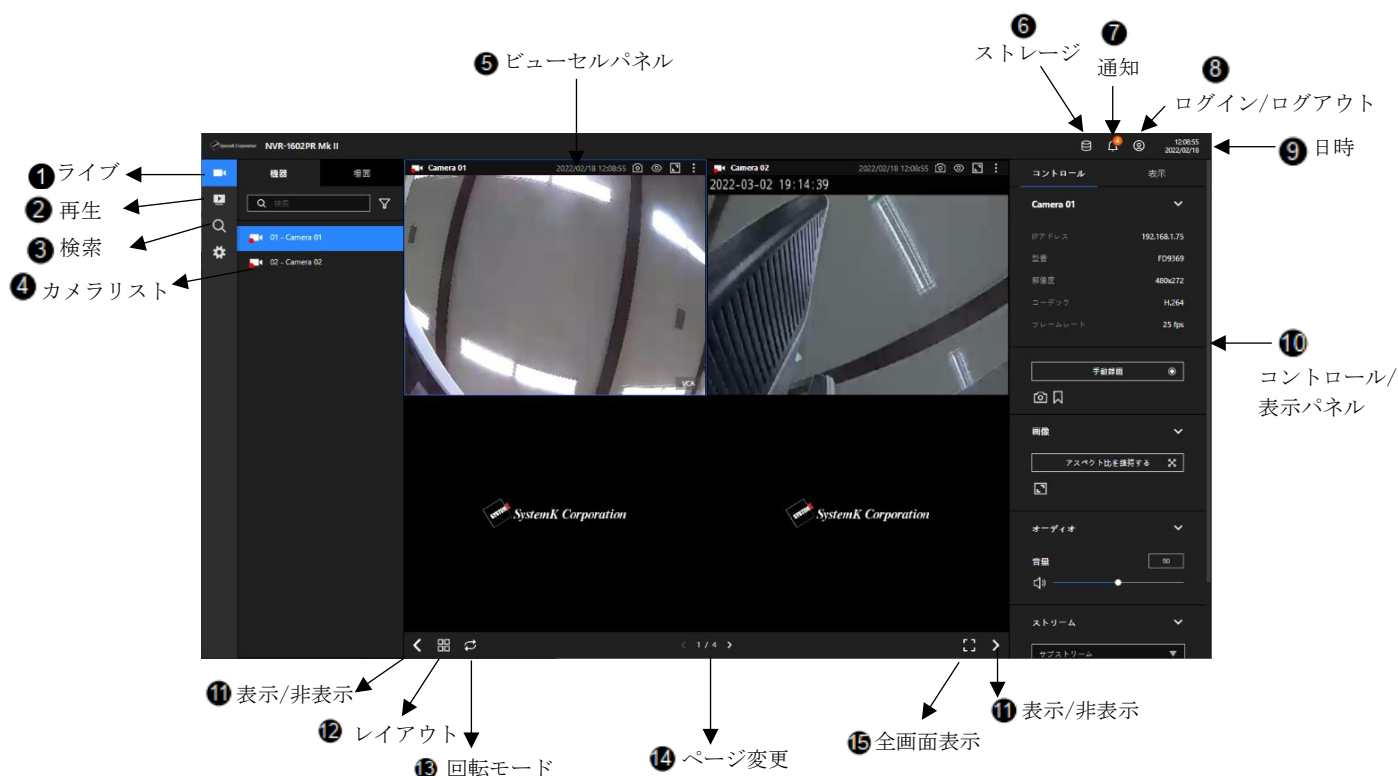 ❻
ストレージ
❼
通知
❽
ログイン/ログアウト
❺ ビューセルパネル
❾ 日時
❶ ライブ
❷ 再生
❸ 検索
❹ カメラリスト
SystemK Corporation NVR-1602PR Mk II
4
12:08:55
2022/02/18
機器 場面
検索
01 - Camera 01
02 - Camera 02
Camera 01 2022/02/18 12:08:55
VCA
Camera 02 2022/02/18 12:08:55
2022-03-02 19:14:39
SYSTEMK SystemK Corporation
SYSTEMK SystemK Corporation
コントロール 表示
Camera 01
IPアドレス 192.168.1.75
型番 FD9369
解像度 480x272
コーデック H.264
フレームレート 25 fps
手動録画
画像
アスペクト比を維持する
オーディオ
音量 50
ストリーム
サブストリーム
❿
コントロール/
表示パネル
1 / 4
⓫ 表示/非表示
⓬ レイアウト
⓭ 回転モード
⓮ ページ変更
⓯ 全画面表示
⓫ 表示/非表示